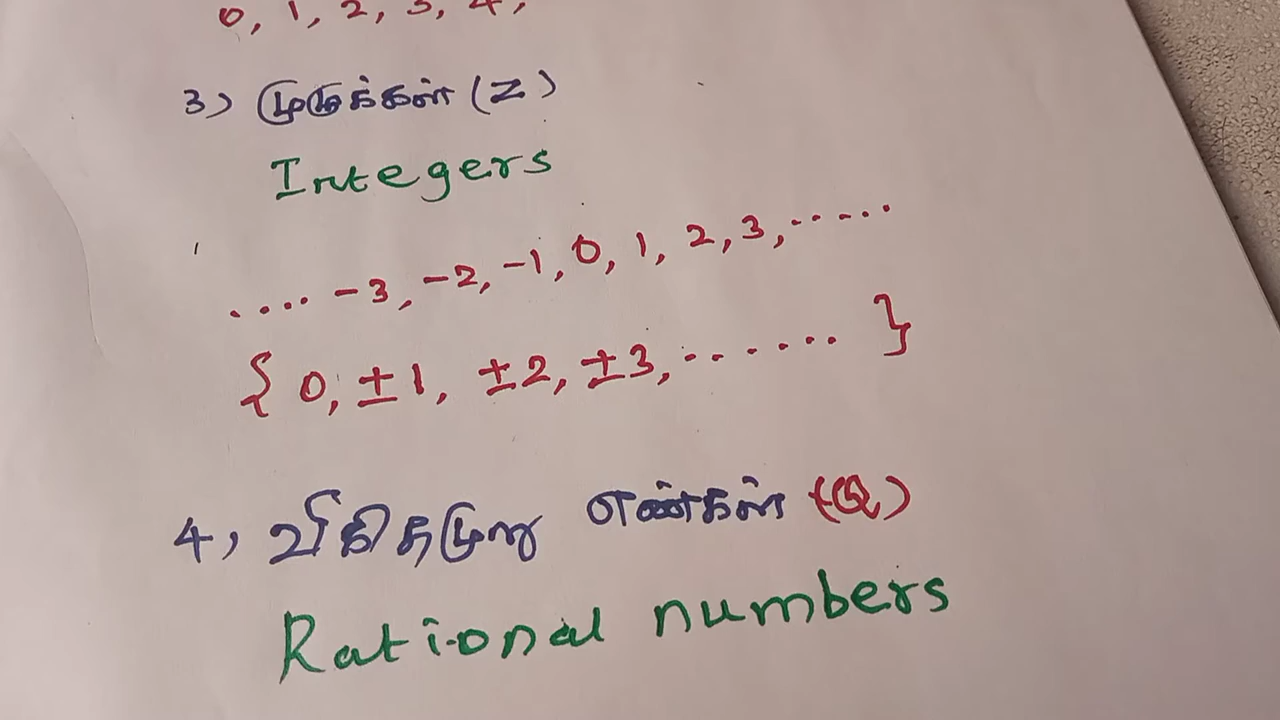 0, 1, 2, 3, 4,
3) முழுக்கள் (Z)
Integers
.... -3, -2, -1, 0, 1, 2, 3, .....
{ 0, ±1, ±2, ±3, ....... }
4, விகிதமுறு எண்கள் (Q)
Rational numbers